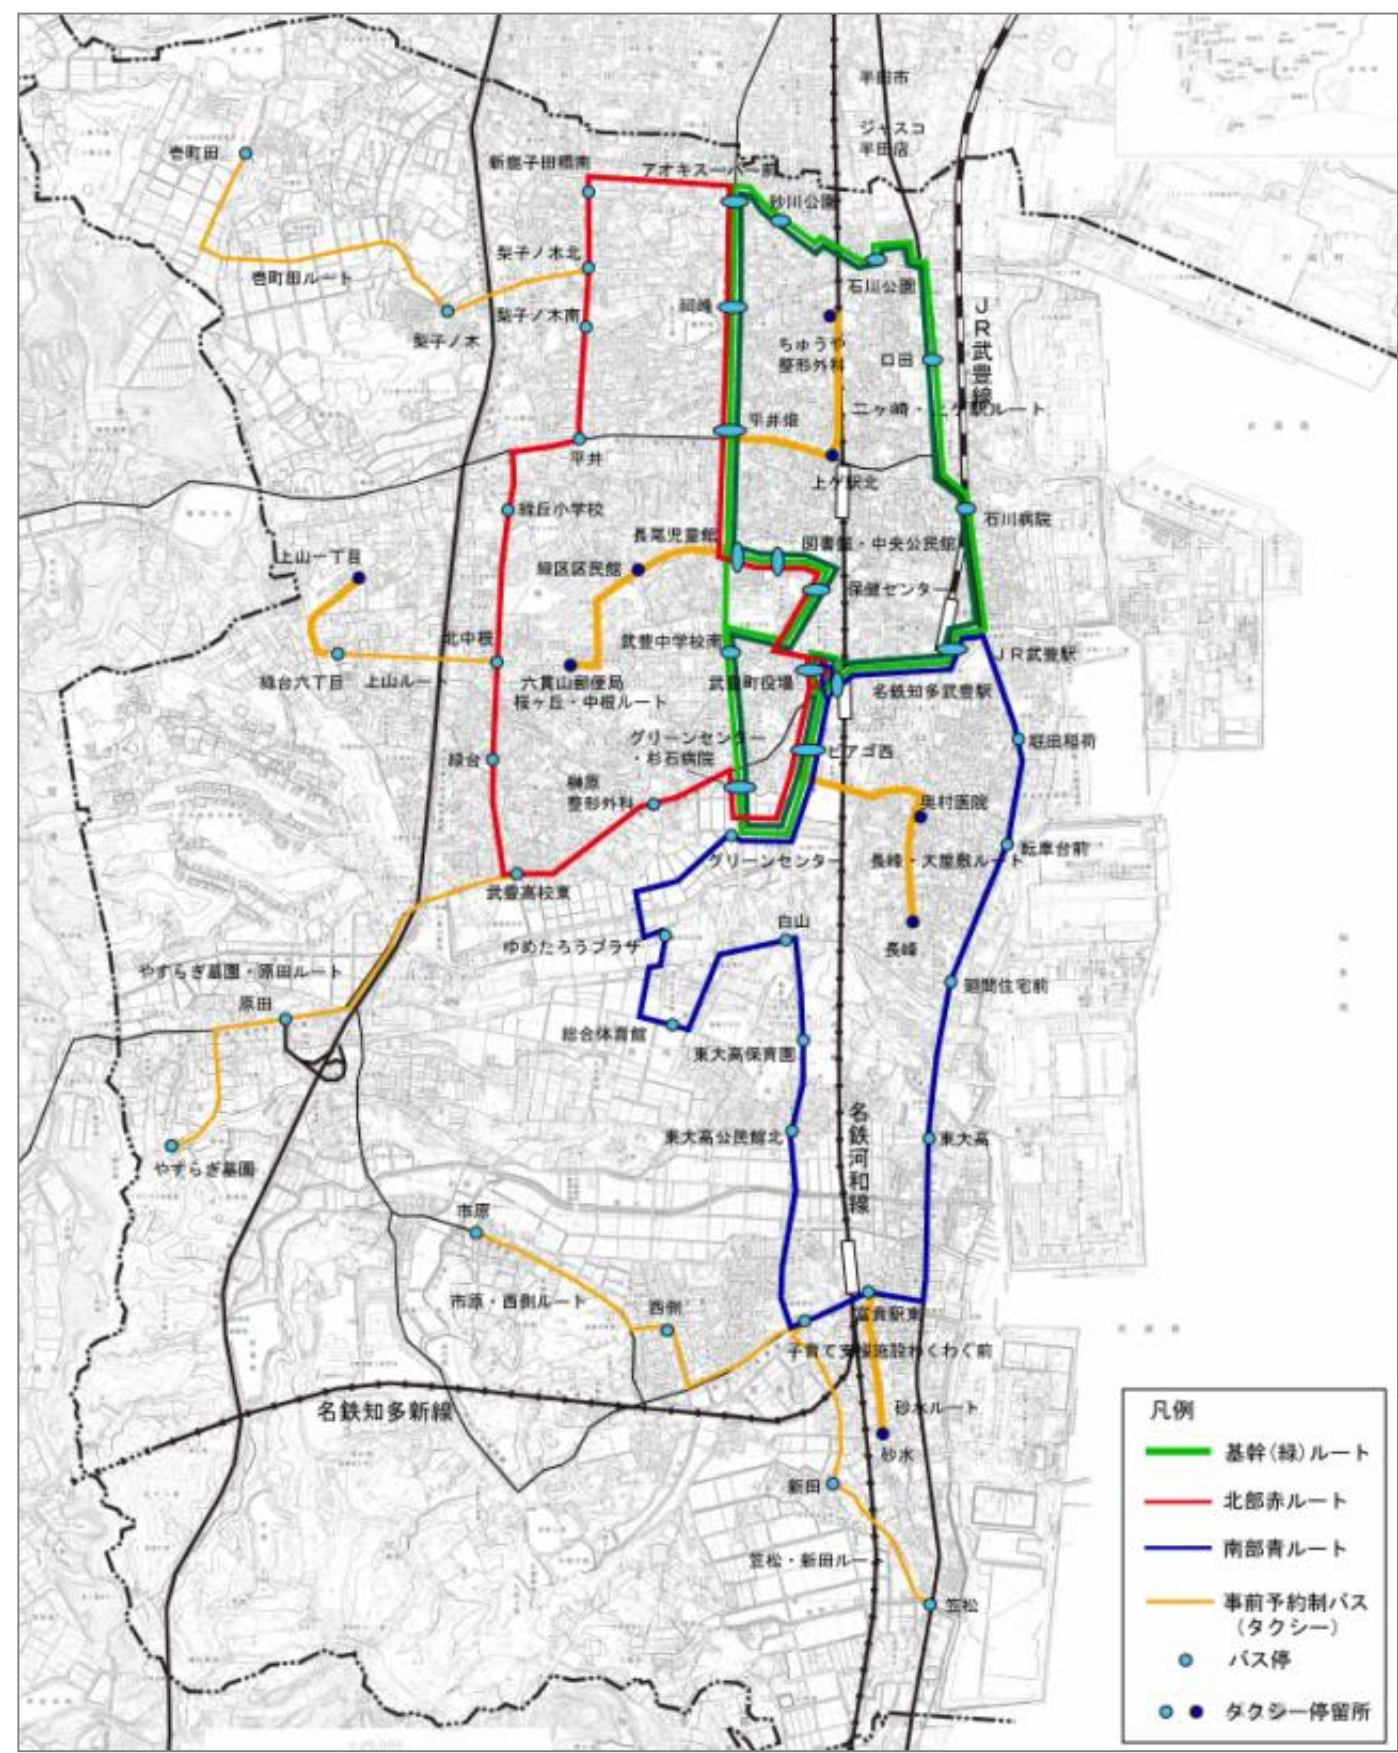 半田市
ジャスコ
半田店
壱町田
新鹿子田橋南
アオキスーパー前
砂川公園
梨子ノ木北
壱町田ルート
石川公園
岡崎
梨子ノ木南
梨子ノ木
ちゅうや
整形外科
口田
JR武豊線
二ヶ崎・上ゲ駅ルート
平井畑
平井
上ゲ駅北
緑丘小学校
石川病院
長尾児童館
図書館・中央公民館
上山一丁目
緑区区民館
保健センター
北中根
武豊中学校南
JR武豊駅
緑台六丁目
上山ルート
六貫山郵便局
桜ヶ丘・中根ルート
武豊町役場
名鉄知多武豊駅
グリーンセンター
・杉石病院
ピアゴ西
堀田稲荷
緑台
榊原
整形外科
奥村医院
グリーンセンター
長峰・大屋敷ルート
転車台前
武豊高校東
白山
長峰
ゆめたろうプラザ
やすらぎ墓園・原田ルート
原田
廻間住宅前
総合体育館
東大高保育園
名鉄河和線
東大高公民館北
東大高
やすらぎ墓園
市原
市原・西側ルート
西側
富貴駅東
子育て支援施設わくわく前
名鉄知多新線
砂水ルート
砂水
新田
笠松・新田ルート
笠松
凡例
基幹(緑)ルート
北部赤ルート
南部青ルート
事前予約制バス
(タクシー)
バス停
タクシー停留所